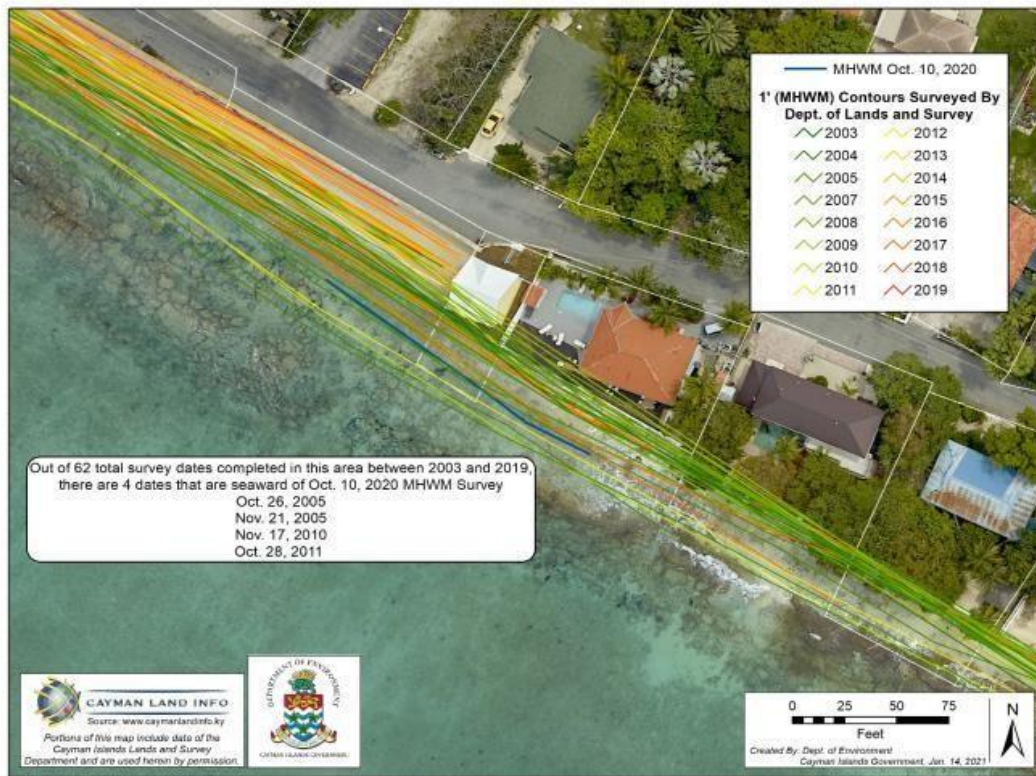 MHWM Oct. 10, 2020
1' (MHWM) Contours Surveyed By
Dept. of Lands and Survey
2003
2004
2005
2007
2008
2009
2010
2011
2012
2013
2014
2015
2016
2017
2018
2019
Out of 62 total survey dates completed in this area between 2003 and 2019,
there are 4 dates that are seaward of Oct. 10, 2020 MHWM Survey
Oct. 26, 2005
Nov. 21, 2005
Nov. 17, 2010
Oct. 28, 2011
CAYMAN LAND INFO
Source: www.caymanlandinfo.ky
Portions of this map include data of the
Cayman Islands Lands and Survey
Department and are used herein by permission.
DEPARTMENT OF ENVIRONMENT
CAYMAN ISLANDS GOVERNMENT
0 25 50 75
Feet
N
Created By: Dept. of Environment
Cayman Islands Government, Jan. 14, 2021